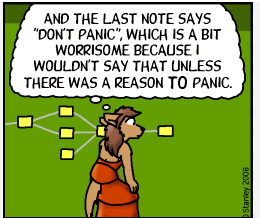 AND THE LAST NOTE SAYS
"DON'T PANIC", WHICH IS A BIT
WORRISOME BECAUSE I
WOULDN'T SAY THAT UNLESS
THERE WAS A REASON TO PANIC.
© Stanley 2008